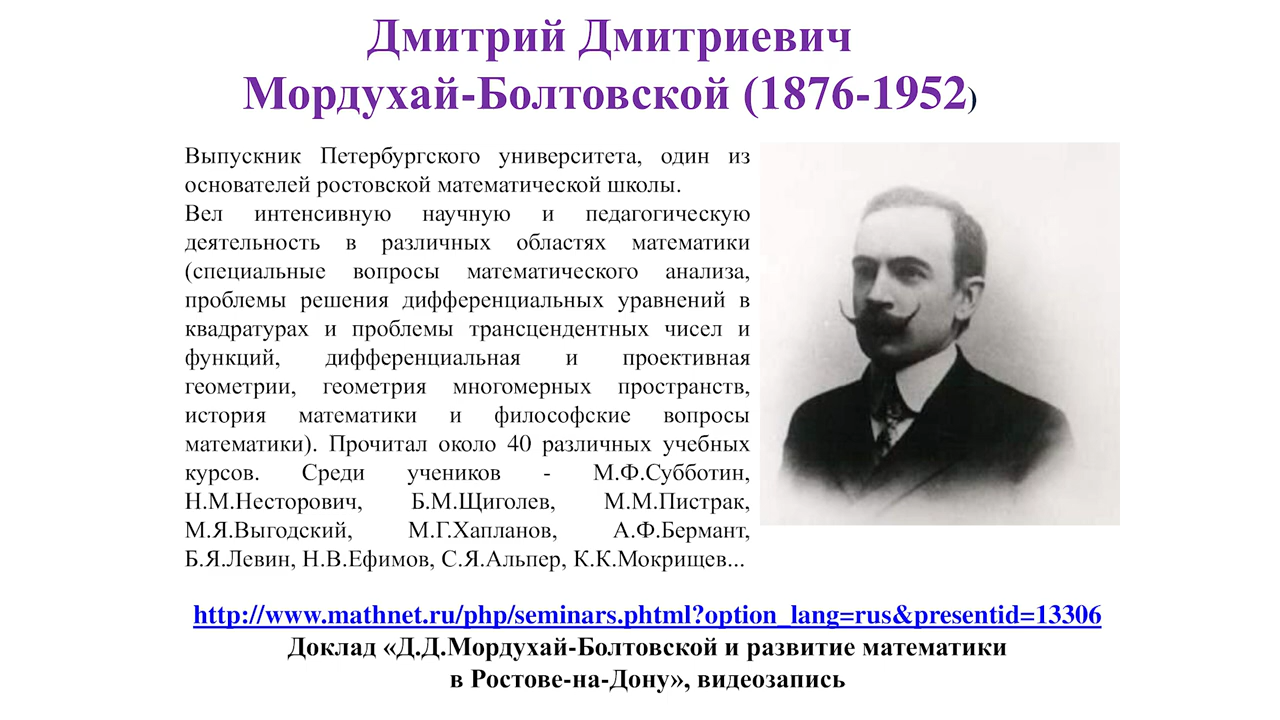 Дмитрий Дмитриевич
Мордухай-Болтовской (1876-1952)
Выпускник Петербургского университета, один из
основателей ростовской математической школы.
Вел интенсивную научную и педагогическую
деятельность в различных областях математики
(специальные вопросы математического анализа,
проблемы решения дифференциальных уравнений в
квадратурах и проблемы трансцендентных чисел и
функций, дифференциальная и проективная
геометрии, геометрия многомерных пространств,
история математики и философские вопросы
математики). Прочитал около 40 различных учебных
курсов. Среди учеников - М.Ф.Субботин,
Н.М.Несторович, Б.М.Щиголев, М.М.Пистрак,
М.Я.Выгодский, М.Г.Хапланов, А.Ф.Бермант,
Б.Я.Левин, Н.В.Ефимов, С.Я.Альпер, К.К.Мокрищев...
http://www.mathnet.ru/php/seminars.phtml?option_lang=rus&presentid=13306
Доклад «Д.Д.Мордухай-Болтовской и развитие математики
в Ростове-на-Дону», видеозапись